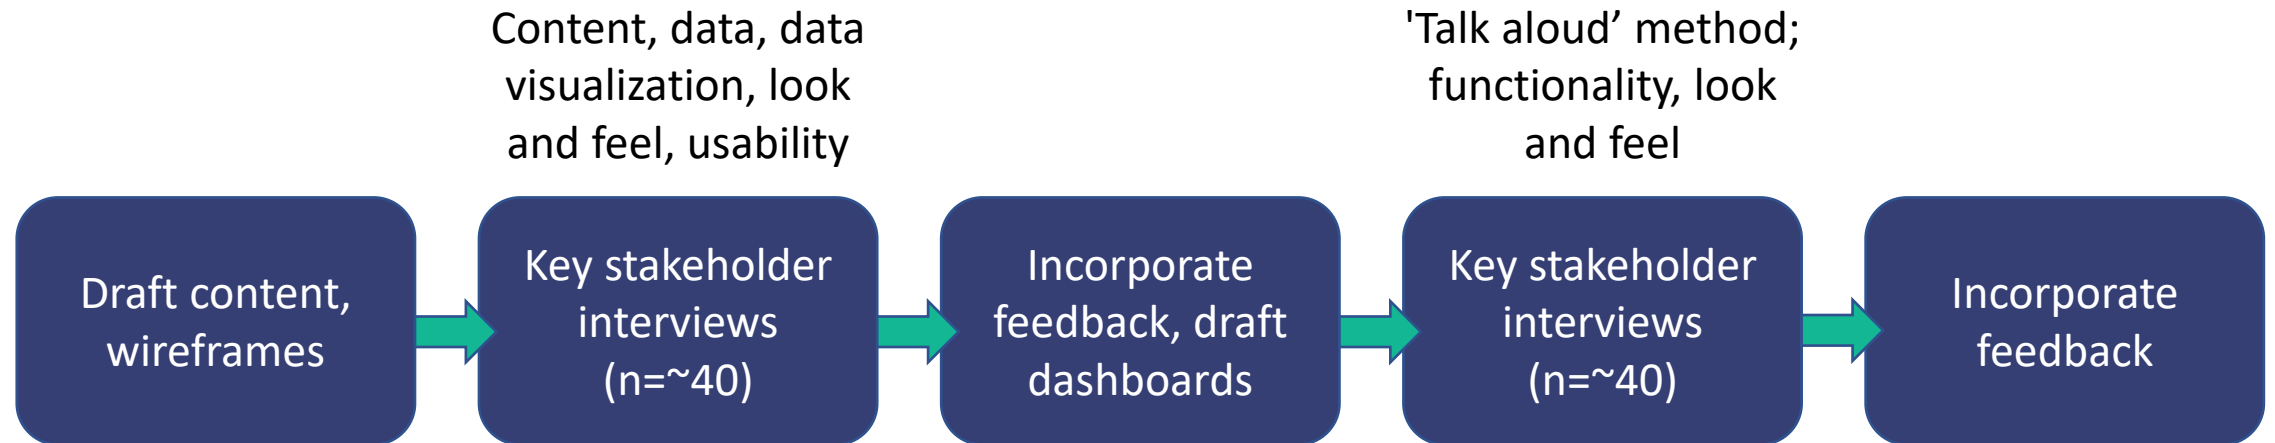 Content, data, data
visualization, look
and feel, usability
'Talk aloud’ method;
functionality, look
and feel
Draft content,
wireframes
Key stakeholder
interviews
(n=~40)
Incorporate
feedback, draft
dashboards
Key stakeholder
interviews
(n=~40)
Incorporate
feedback